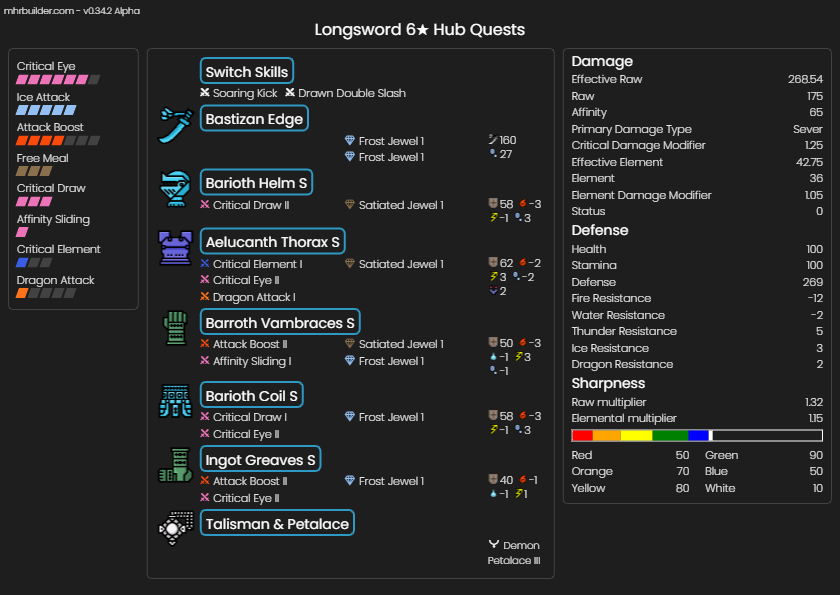 mhrbuilder.com - v0.34.2 Alpha
Longsword 6★ Hub Quests
Critical Eye
Ice Attack
Attack Boost
Free Meal
Critical Draw
Affinity Sliding
Critical Element
Dragon Attack
Switch Skills
Soaring Kick Drawn Double Slash
Bastizan Edge
Frost Jewel 1 160
Frost Jewel 1 27
Barioth Helm S
Critical Draw II Satiated Jewel 1 58 -3
-1 3
Aelucanth Thorax S
Critical Element I Satiated Jewel 1 62 -2
Critical Eye II 3 -2
Dragon Attack I 2
Barroth Vambraces S
Attack Boost II Satiated Jewel 1 50 -3
Affinity Sliding I Frost Jewel 1 -1 3
-1
Barioth Coil S
Critical Draw I Frost Jewel 1 58 -3
Critical Eye II -1 3
Ingot Greaves S
Attack Boost II Frost Jewel 1 40 -1
Critical Eye II -1 1
Talisman & Petalace
Demon
Petalace III
Damage
Effective Raw 268.54
Raw 175
Affinity 65
Primary Damage Type Sever
Critical Damage Modifier 1.25
Effective Element 42.75
Element 36
Element Damage Modifier 1.05
Status 0
Defense
Health 100
Stamina 100
Defense 269
Fire Resistance -12
Water Resistance -2
Thunder Resistance 5
Ice Resistance 3
Dragon Resistance 2
Sharpness
Raw multiplier 1.32
Elemental multiplier 1.15
Red 50 Green 90
Orange 70 Blue 50
Yellow 80 White 10